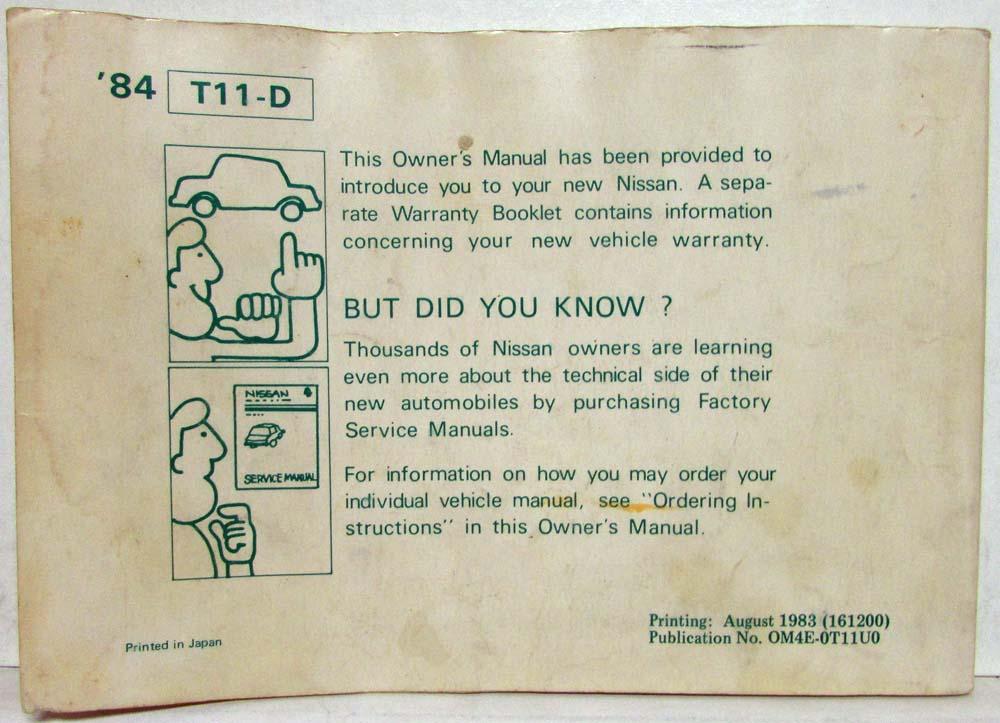 '84 T11-D
This Owner's Manual has been provided to
introduce you to your new Nissan. A sepa-
rate Warranty Booklet contains information
concerning your new vehicle warranty.
BUT DID YOU KNOW ?
Thousands of Nissan owners are learning
even more about the technical side of their
new automobiles by purchasing Factory
Service Manuals.
NISSAN
SERVICE MANUAL
For information on how you may order your
individual vehicle manual, see "Ordering In-
structions" in this Owner's Manual.
Printing: August 1983 (161200)
Publication No. OM4E-0T11U0
Printed in Japan